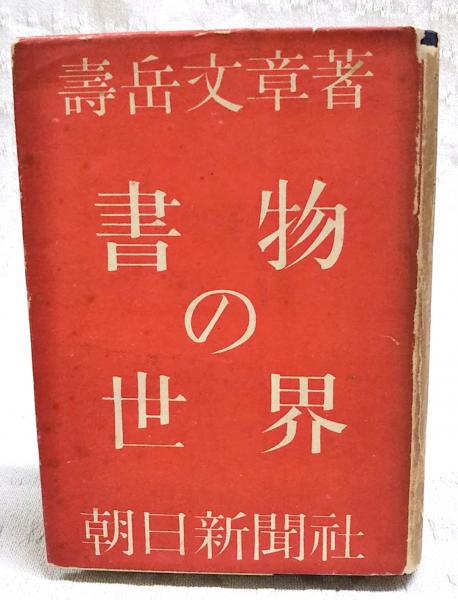 壽岳文章著
書物
の
世界
朝日新聞社